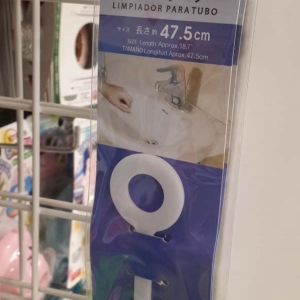 LIMPIADOR PARA TUBO
サイズ 長さ約47.5cm
SIZE: Length Approx.18.7"
TAMAÑO: Longitud Aprox.47.5cm